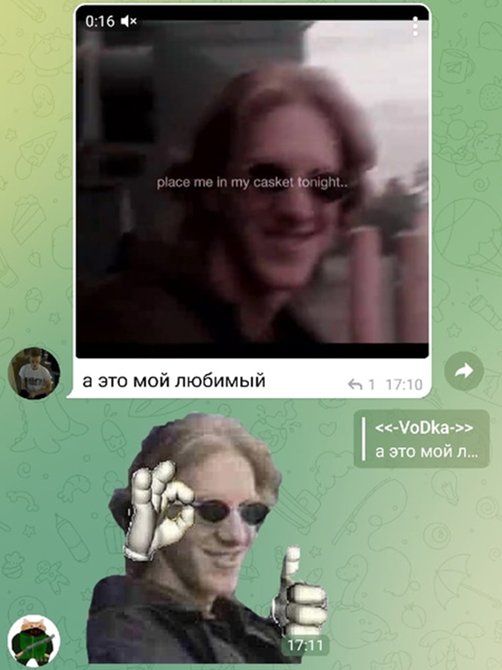 0:16
place me in my casket tonight..
а это мой любимый
1 17:10
<<-VoDka->>
а это мой л...
17:11